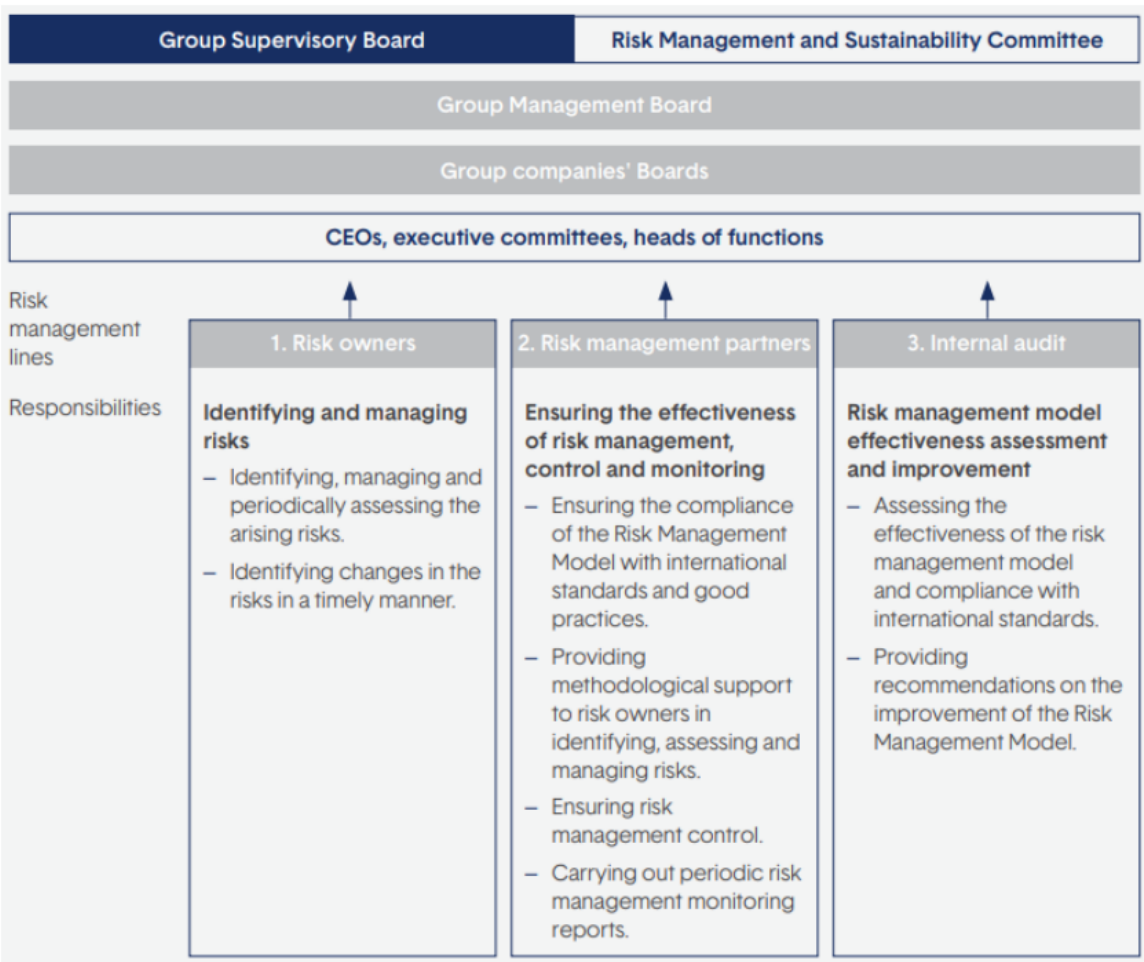 Group Supervisory Board
Risk Management and Sustainability Committee
Group Management Board
Group companies' Boards
CEOs, executive committees, heads of functions
Risk
management
lines
1. Risk owners
2. Risk management partners
3. Internal audit
Responsibilities
Identifying and managing
risks
– Identifying, managing and
periodically assessing the
arising risks.
– Identifying changes in the
risks in a timely manner.
Ensuring the effectiveness
of risk management,
control and monitoring
– Ensuring the compliance
of the Risk Management
Model with international
standards and good
practices.
– Providing
methodological support
to risk owners in
identifying, assessing and
managing risks.
– Ensuring risk
management control.
– Carrying out periodic risk
management monitoring
reports.
Risk management model
effectiveness assessment
and improvement
– Assessing the
effectiveness of the risk
management model
and compliance with
international standards.
– Providing
recommendations on the
improvement of the Risk
Management Model.